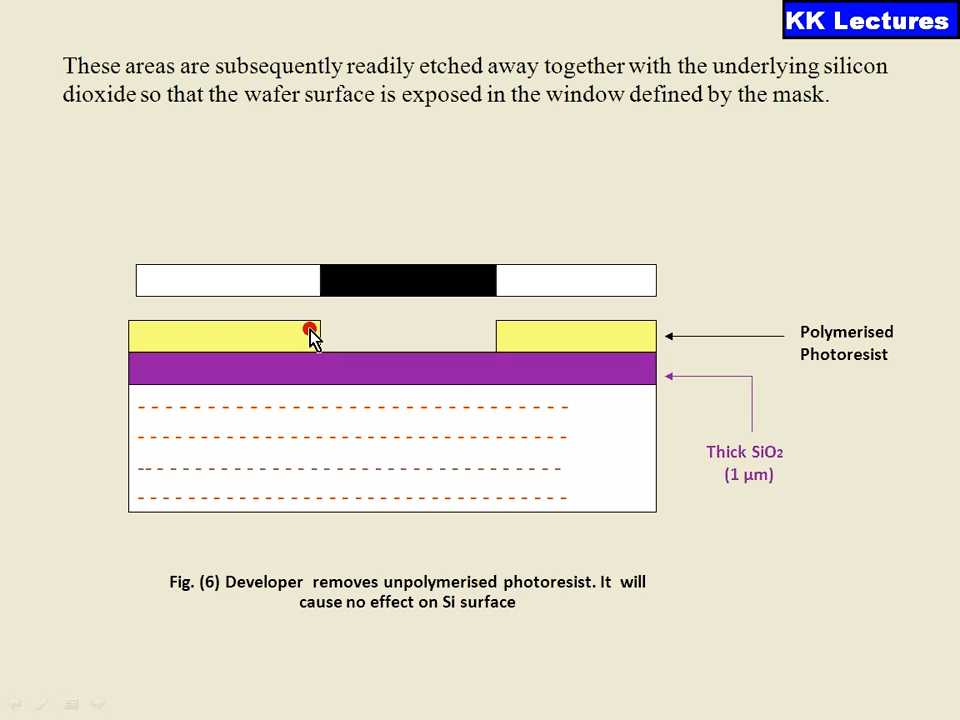 KK Lectures
These areas are subsequently readily etched away together with the underlying silicon
dioxide so that the wafer surface is exposed in the window defined by the mask.
Polymerised
Photoresist
Thick SiO2
(1 μm)
Fig. (6) Developer removes unpolymerised photoresist. It will
cause no effect on Si surface